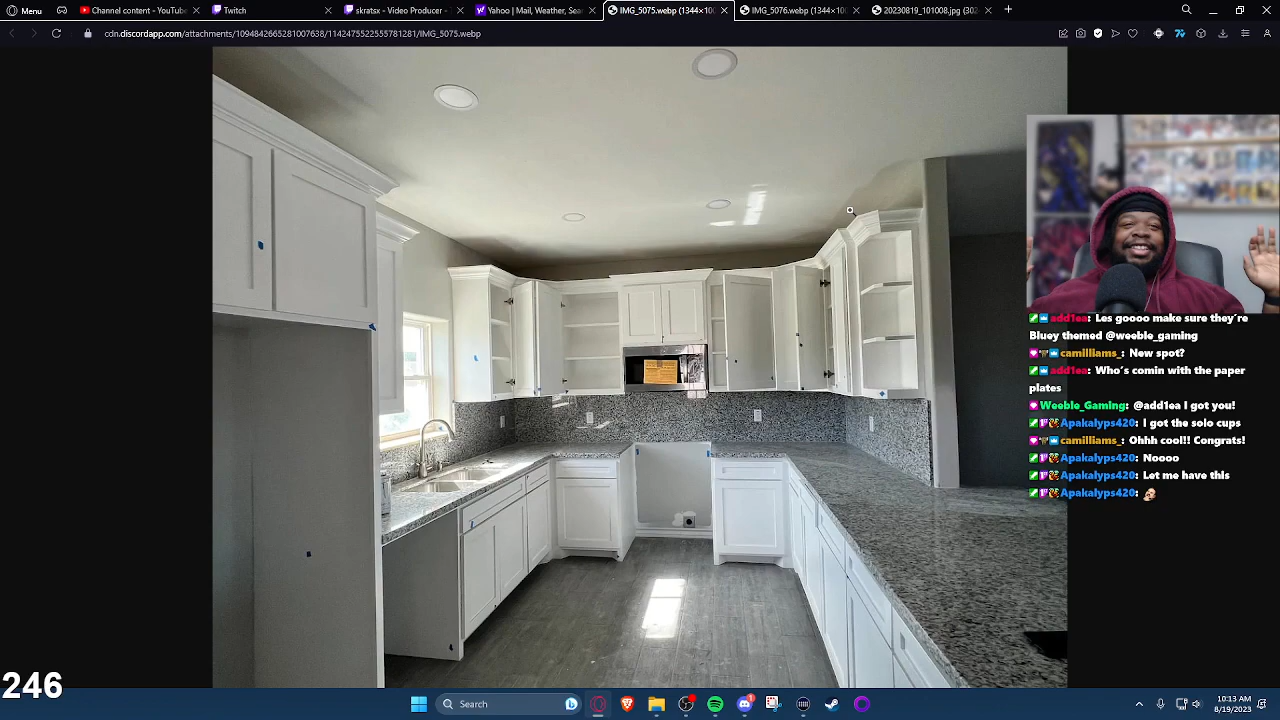 Menu
Channel content - YouTube
Twitch
skratsx - Video Producer -
Yahoo | Mail, Weather, Sea
IMG_5075.webp (1344×100
IMG_5076.webp (1344×100
20230819_101008.jpg (302
cdn.discordapp.com/attachments/1094842665281007638/1142475522555781281/IMG_5075.webp
add1ea: Les goooo make sure they're
Bluey themed @weeble_gaming
camilliams_: New spot?
add1ea: Who's comin with the paper
plates
Weeble_Gaming: @add1ea I got you!
Apakalyps420: I got the solo cups
camilliams_: Ohhh cool!! Congrats!
Apakalyps420: Noooo
Apakalyps420: Let me have this
Apakalyps420:
246
Search
10:13 AM
8/19/2023